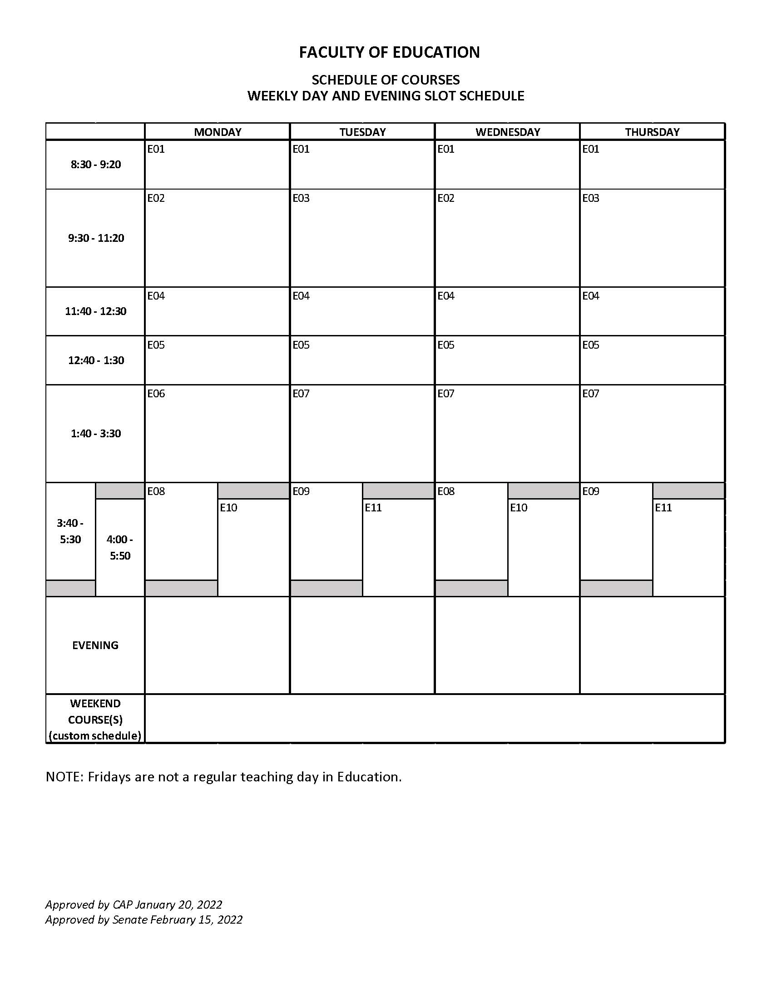 FACULTY OF EDUCATION
SCHEDULE OF COURSES
WEEKLY DAY AND EVENING SLOT SCHEDULE
MONDAY TUESDAY WEDNESDAY THURSDAY
8:30 - 9:20 E01 E01 E01 E01
9:30 - 11:20 E02 E03 E02 E03
11:40 - 12:30 E04 E04 E04 E04
12:40 - 1:30 E05 E05 E05 E05
1:40 - 3:30 E06 E07 E07 E07
3:40 -
5:30
4:00 -
5:50
E08 E09 E08 E09
E10 E11 E10 E11
EVENING
WEEKEND
COURSE(S)
(custom schedule)
NOTE: Fridays are not a regular teaching day in Education.
Approved by CAP January 20, 2022
Approved by Senate February 15, 2022